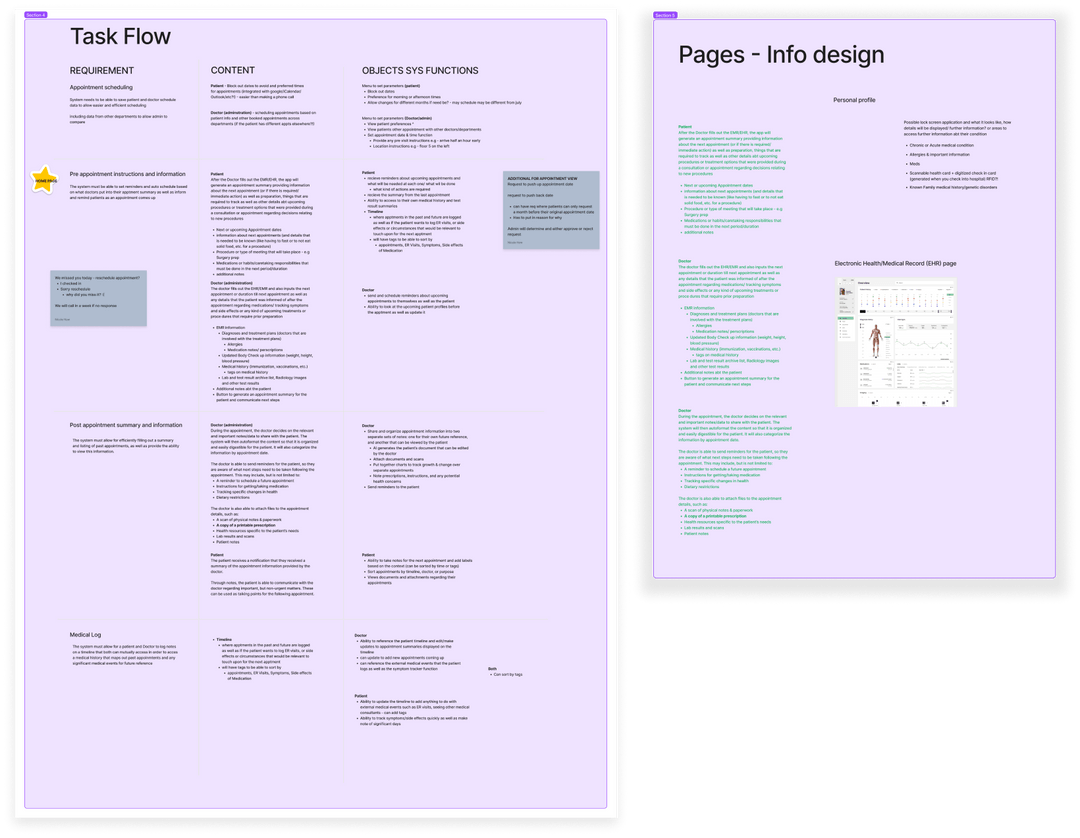 Section 4
Task Flow
REQUIREMENT
CONTENT
OBJECTS SYS FUNCTIONS
Appointment scheduling
System needs to be able to save patient and doctor schedule
data to allow easier and efficient scheduling
including data from other departments to allow admin to
compare
Patient - Block out dates to avoid and preferred times
for appointments (integrated with google/iCalendar/
Outlook/etc?)! - easier than making a phone call
Doctor (administration) - scheduling appointments based on
patient info and other booked appointments across
departments (if the patient has different appts elsewhere)!!!
Menu to set parameters (patient)
• Block out dates
• Preference for morning or afternoon times
• Allow changes for different months if need be? - may schedule may be different from july
Menu to set parameters (Doctor/admin)
• View patient preferences *
• View patients other appointment with other doctors/departments
• Set appointment date & time function
• Provide any pre visit instructions e.g - arrive half an hour early
• Location instructions e.g - floor 5 on the left
HOME PAGE
Pre appointment instructions and information
The system must be able to set reminders and auto schedule based
on what doctors put into their apptment summary as well as inform
and remind patients as an appointment comes up
Patient
After the Doctor fills out the EMR/EHR, the app will
generate an appointment summary providing information
about the next appointment (or if there is required/
immediate action) as well as prepration, things that are
required to track as well as other details abt upcoming
procedures or treatment options that were provided during
a consultation or appointment regarding decisions relating
to new procedures
• Next or upcoming Appointment dates
• information about next appointments (and details that
is needed to be known (like having to fast or to not eat
solid food, etc. for a procedure)
• Procedure or type of meeting that will take place - e.g
Surgery prep
• Medications or habits/caretaking responsibilities that
must be done in the next period/duration
• additional notes
Doctor (administration)
The doctor fills out the EHR/EMR and also inputs the next
appointment or duration till next appointment as well as
any details that the patient was informed of after the
appointment regarding medications/ tracking symptoms
and side effects or any kind of upcoming treatments or
proce dures that require prior preparation
• EMR information
• Diagnoses and treatment plans (doctors that are
involved with the treatment plans)
• Allergies
• Medication notes/ perscriptions
• Updated Body Check up information (weight, height,
blood pressure)
• Medical history (immunisation, vaccinations, etc.)
• tags on medical history
• Lab and test result archive list, Radiology images
and other test results
• Additional notes abt the patient
• Button to generate an appointment summary for the
patient and communicate next steps
Patient
• recieve reminders about upcoming appointments and
what will be needed at each one/ what will be done
• what kind of actions are required
• recieve the summary from the last appointment
• Ability to access to their own medical history and test
result summarics
• Timeline
• where apptments in the past and future are logged
as well as if the patient wants to log ER visits, or side
effects or circumstances that would be relevant to
touch upon for the next apptment
• will have tags to be able to sort by
• appointments, ER Visits, Symptoms, Side effects
of Medication
ADDITIONAL FOR APPOINTMENT VIEW
Request to push up appointment date
request to push back date
• can have req where patients can only request
a month before their original appointment date
• has to put in reason for why.
Admin will determine and either approve or reject
request
We missed you today - reschedule appointment?
• I checked in
• Sorry reschedule
• why did you miss it? :(
We will call in a week if no response
Doctor
• send and schedule reminders about upcoming
appointments to themselves as well as the patient
• Ability to look at the upcoming patient profiles before
the apptment as well as update it
Post appointment summary and information
The system must allow for efficiently filling out a summary
and listing of past appointments, as well as provide the ability
to view this information.
Doctor (administration)
During the appointment, the doctor decides on the relevant
and important notes/data to share with the patient. The
system will then autoformat the content so that it is organized
and easily digestible for the patient. It will also categorize the
information by appointment date.
The doctor is able to send reminders for the patient, so they
are aware of what next steps need to be taken following the
appointment. This may include, but is not limited to:
• A reminder to schedule a future appointment
• Instructions for getting/taking medication
• Tracking specific changes in health
• Dietary restrictions
The doctor is also able to attach files to the appointment
details, such as:
• A scan of physical notes & paperwork
• A copy of a printable prescription
• Health resources specific to the patient's needs
• Lab results and scans
• Patient notes
Patient
The patient receives a notification that they received a
summary of the appointment information provided by the
doctor.
Through notes, the patient is able to communicate with the
doctor regarding important, but non-urgent matters. These
can be used as talking points for the following appointment.
Doctor
• Share and organize appointment information into two
separate sets of notes: one for their own future reference,
and another that can be viewed by the patient
• AI generates the patient's document that can be edited
by the doctor
• Attach documents and scans
• Put together charts to track growth & change over
separate appointments
• Note prescriptions, instructions, and any potential
health concerns
• Send reminders to the patient
Patient
• Ability to take notes for the next appointment and add labels
based on the context (can be sorted by time or tags)
• Sort appointments by timeline, doctor, or purpose
• Views documents and attachments regarding their
appointments
Medical Log
The system must allow for a patient and Doctor to log notes
on a timeline that both can mutually access in order to acces
a medical history that maps out past appointments and any
significant medical events for future reference
• Timeline
• where apptments in the past and future are logged
as well as if the patient wants to log ER visits, or side
effects or circumstances that would be relevant to
touch upon for the next apptment
• will have tags to be able to sort by
• appointments, ER Visits, Symptoms, Side effects
of Medication
Doctor
• Ability to reference the patient timeline and edit/make
updates to appointment summaries displayed on the
timeline
• can update to add new appointments coming up
• can reference the external medical events that the patient
logs as well as the symptom tracker function
Both
• Can sort by tags
Patient
• Ability to update the timeline to add anything to do with
external medical events such as ER visits, seeing other medical
consultants - can add tags
• Ability to track symptoms/side effects quickly as well as make
note of significant days
Section 5
Pages - Info design
Personal profile
Patient
After the Doctor fills out the EMR/EHR, the app will
generate an appointment summary providing information
about the next appointment (or if there is required/
immediate action) as well as prepration, things that are
required to track as well as other details abt upcoming
procedures or treatment options that were provided during
a consultation or appointment regarding decisions relating
to new procedures
• Next or upcoming Appointment dates
• information about next appointments (and details that
is needed to be known (like having to fast or to not eat
solid food, etc. for a procedure)
• Procedure or type of meeting that will take place - e.g
Surgery prep
• Medications or habits/caretaking responsibilities that
must be done in the next period/duration
• additional notes
Possible lock screen application and what it looks like, how
details will be displayed/ further information? or areas to
access further information abt conditions?
• Chronic or Acute medical condition
• Allergies & important information
• Meds
• Scannable health card + digitized check in card
(generated when you check into hospital) RFID?!
• Known Family medical history/genetic disorders
Doctor
The doctor fills out the EHR/EMR and also inputs the next
appointment or duration till next appointment as well as
any details that the patient was informed of after the
appointment regarding medications/ tracking symptoms
and side effects or any kind of upcoming treatments or
proce dures that require prior preparation
• EMR information
• Diagnoses and treatment plans (doctors that are
involved with the treatment plans)
• Allergies
• Medication notes/ perscriptions
• Updated Body Check up information (weight, height,
blood pressure)
• Medical history (immunisation, vaccinations, etc.)
• tags on medical history
• Lab and test result archive list, Radiology images
and other test results
• Additional notes abt the patient
• Button to generate an appointment summary for the
patient and communicate next steps
Electronic Health/Medical Record (EHR) page
Doctor
During the appointment, the doctor decides on the relevant
and important notes/data to share with the patient. The
system will then autoformat the content so that it is organized
and easily digestible for the patient. It will also categorize the
information by appointment date.
The doctor is able to send reminders for the patient, so they
are aware of what next steps need to be taken following the
appointment. This may include, but is not limited to:
• A reminder to schedule a future appointment
• Instructions for getting/taking medication
• Tracking specific changes in health
• Dietary restrictions
The doctor is also able to attach files to the appointment
details, such as:
• A scan of physical notes & paperwork
• A copy of a printable prescription
• Health resources specific to the patient's needs
• Lab results and scans
• Patient notes